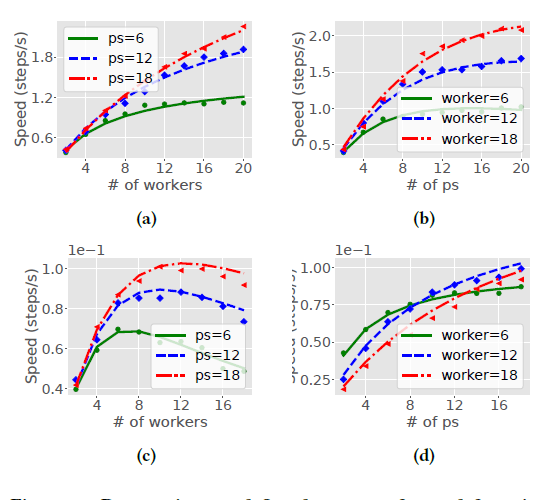 ps=6
ps=12
ps=18
Speed (steps/s)
1.8
1.2
0.6
4 8 12 16 20
# of workers
(a)
worker=6
worker=12
worker=18
Speed (steps/s)
2.0
1.5
1.0
0.5
4 8 12 16 20
# of ps
(b)
1e−1
ps=6
ps=12
ps=18
Speed (steps/s)
1.0
0.8
0.6
0.4
4 8 12 16
# of workers
(c)
1e−1
worker=6
worker=12
worker=18
Speed (steps/s)
1.00
0.75
0.50
0.25
4 8 12 16
# of ps
(d)